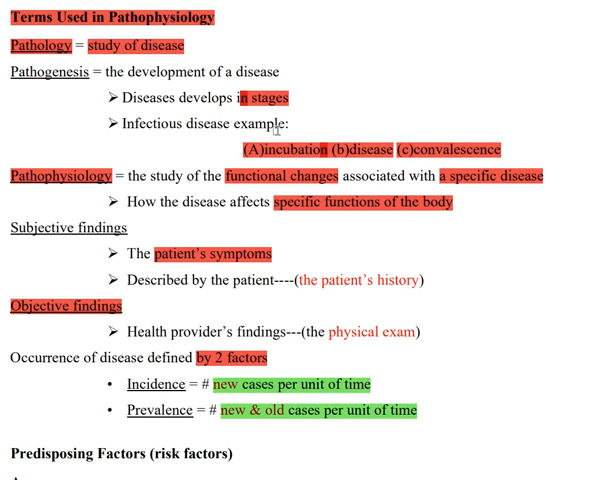 Terms Used in Pathophysiology
Pathology = study of disease
Pathogenesis = the development of a disease
➢ Diseases develops in stages
➢ Infectious disease example:
(A)incubation (b)disease (c)convalescence
Pathophysiology = the study of the functional changes associated with a specific disease
➢ How the disease affects specific functions of the body
Subjective findings
➢ The patient’s symptoms
➢ Described by the patient----(the patient’s history)
Objective findings
➢ Health provider’s findings---(the physical exam)
Occurrence of disease defined by 2 factors
• Incidence = # new cases per unit of time
• Prevalence = # new & old cases per unit of time
Predisposing Factors (risk factors)